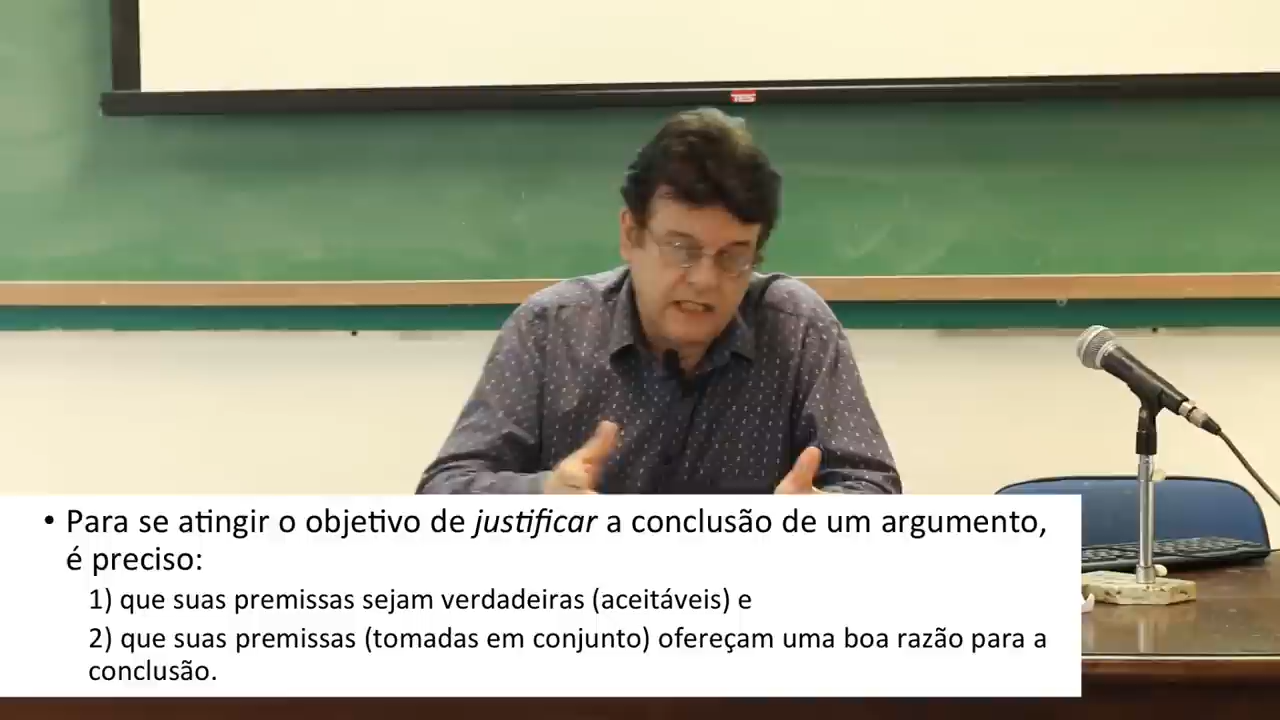 TES
• Para se atingir o objetivo de justificar a conclusão de um argumento,
é preciso:
1) que suas premissas sejam verdadeiras (aceitáveis) e
2) que suas premissas (tomadas em conjunto) ofereçam uma boa razão para a
conclusão.